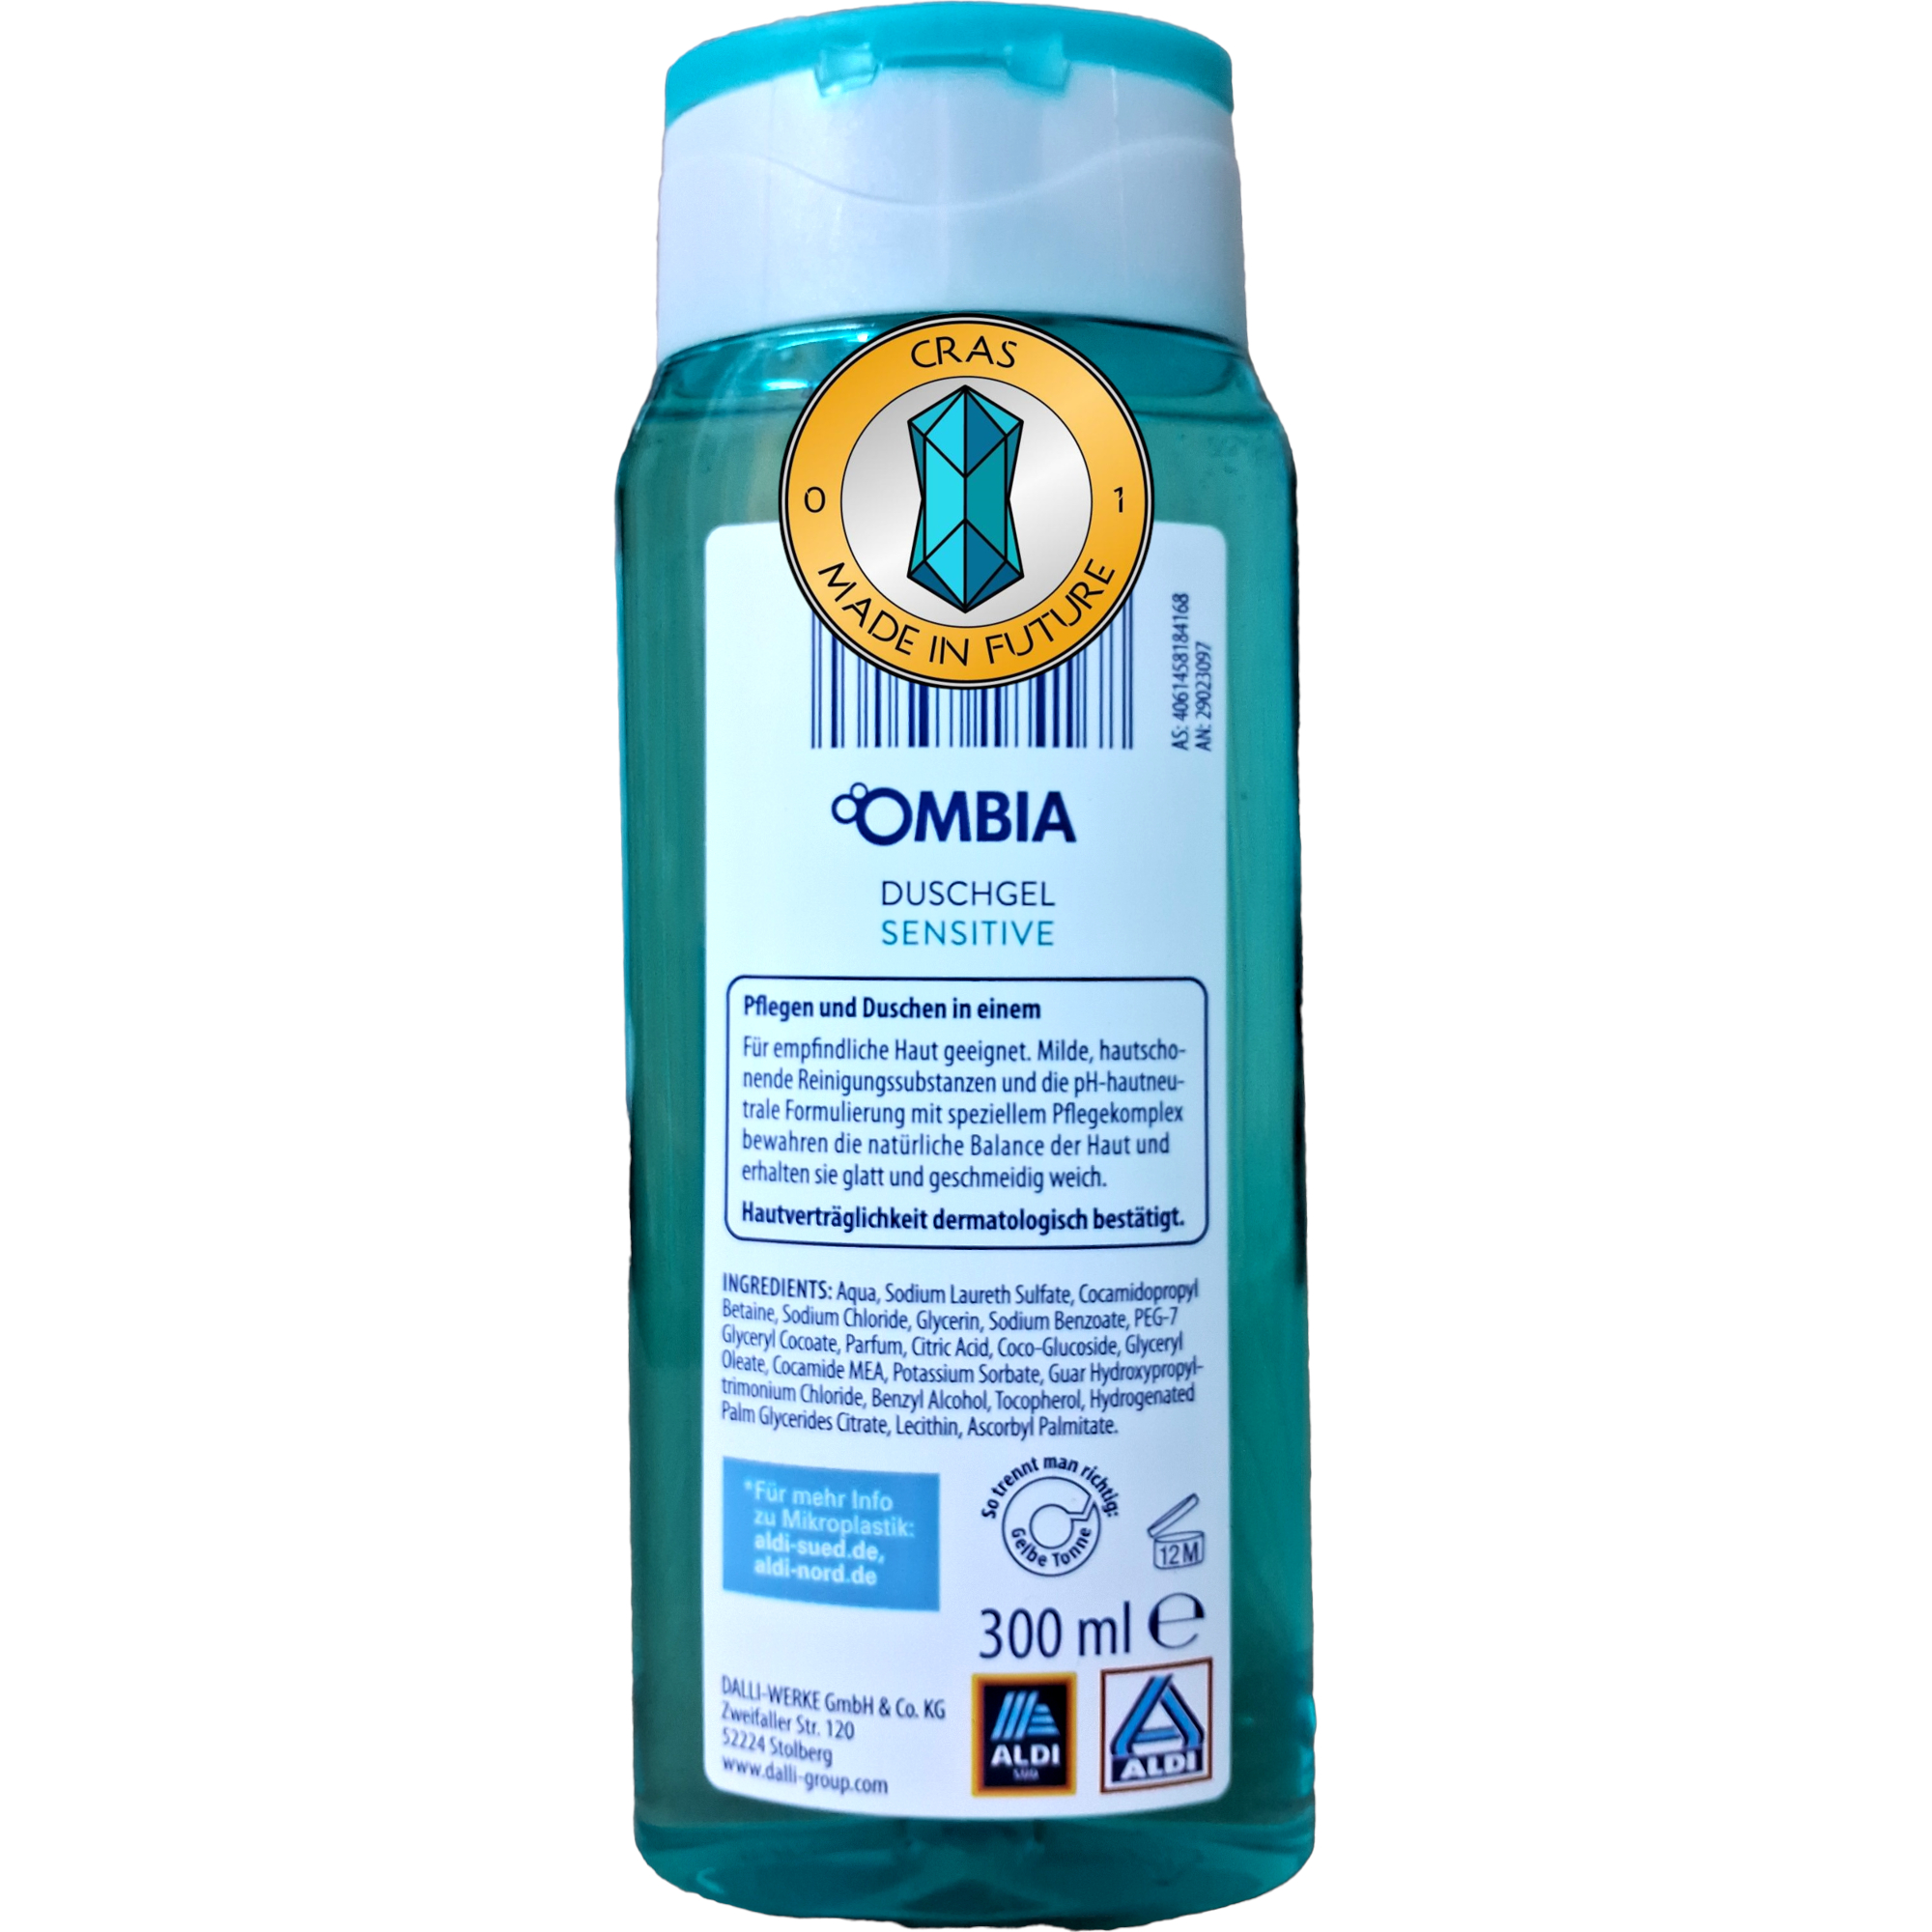 CRAS
0 1
MADE IN FUTURE
AS: 4061458184168
AN: 29023097
OMBIA
DUSCHGEL
SENSITIVE
Pflegen und Duschen in einem
Für empfindliche Haut geeignet. Milde, hautscho-
nende Reinigungssubstanzen und die pH-hautneu-
trale Formulierung mit speziellem Pflegekomplex
bewahren die natürliche Balance der Haut und
erhalten sie glatt und geschmeidig weich.
Hautverträglichkeit dermatologisch bestätigt.
INGREDIENTS: Aqua, Sodium Laureth Sulfate, Cocamidopropyl
Betaine, Sodium Chloride, Glycerin, Sodium Benzoate, PEG-7
Glyceryl Cocoate, Parfum, Citric Acid, Coco-Glucoside, Glyceryl
Oleate, Cocamide MEA, Potassium Sorbate, Guar Hydroxypropyl-
trimonium Chloride, Benzyl Alcohol, Tocopherol, Hydrogenated
Palm Glycerides Citrate, Lecithin, Ascorbyl Palmitate.
*Für mehr Info
zu Mikroplastik:
aldi-sued.de,
aldi-nord.de
So trennt man richtig:
Gelbe Tonne
12 M
300 ml ℮
DALLI-WERKE GmbH & Co. KG
Zweifaller Str. 120
52224 Stolberg
www.dalli-group.com
ALDI
SÜD
ALDI